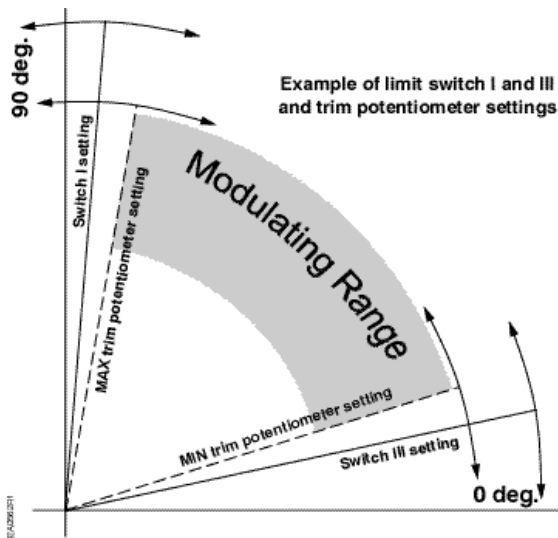 90 deg.
Example of limit switch I and III
and trim potentiometer settings
Switch I setting
MAX trim potentiometer setting
Modulating Range
MIN trim potentiometer setting
Switch III setting
0 deg.